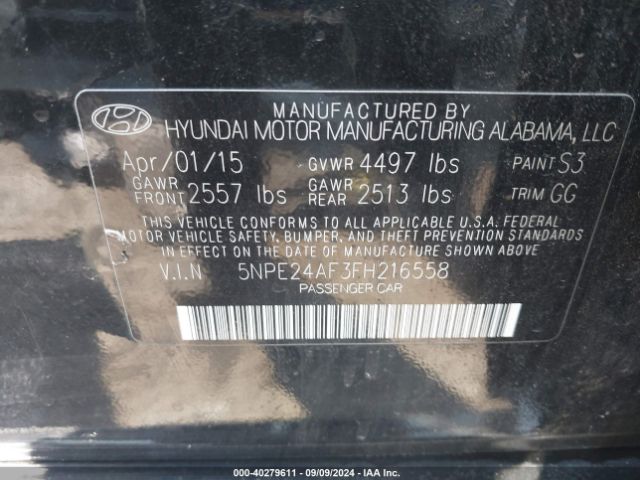 MANUFACTURED BY
HYUNDAI MOTOR MANUFACTURING ALABAMA, LLC
Apr/01/15 GVWR 4497 lbs PAINT S3
GAWR FRONT 2557 lbs GAWR REAR 2513 lbs TRIM GG
THIS VEHICLE CONFORMS TO ALL APPLICABLE U.S.A. FEDERAL
MOTOR VEHICLE SAFETY, BUMPER, AND THEFT PREVENTION STANDARDS
IN EFFECT ON THE DATE OF MANUFACTURE SHOWN ABOVE
V.I.N 5NPE24AF3FH216558
PASSENGER CAR
000-40279611 - 09/09/2024 - IAA Inc.